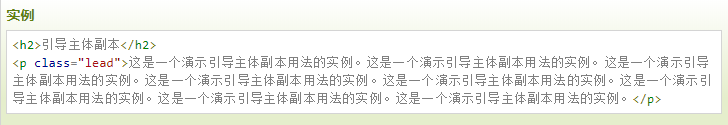 实例
<h2>引导主体副本</h2>
<p class="lead">这是一个演示引导主体副本用法的实例。这是一个演示引导主体副本用法的实例。这是一个演示引导
主体副本用法的实例。这是一个演示引导主体副本用法的实例。这是一个演示引导主体副本用法的实例。这是一个演示引
导主体副本用法的实例。这是一个演示引导主体副本用法的实例。这是一个演示引导主体副本用法的实例。</p>